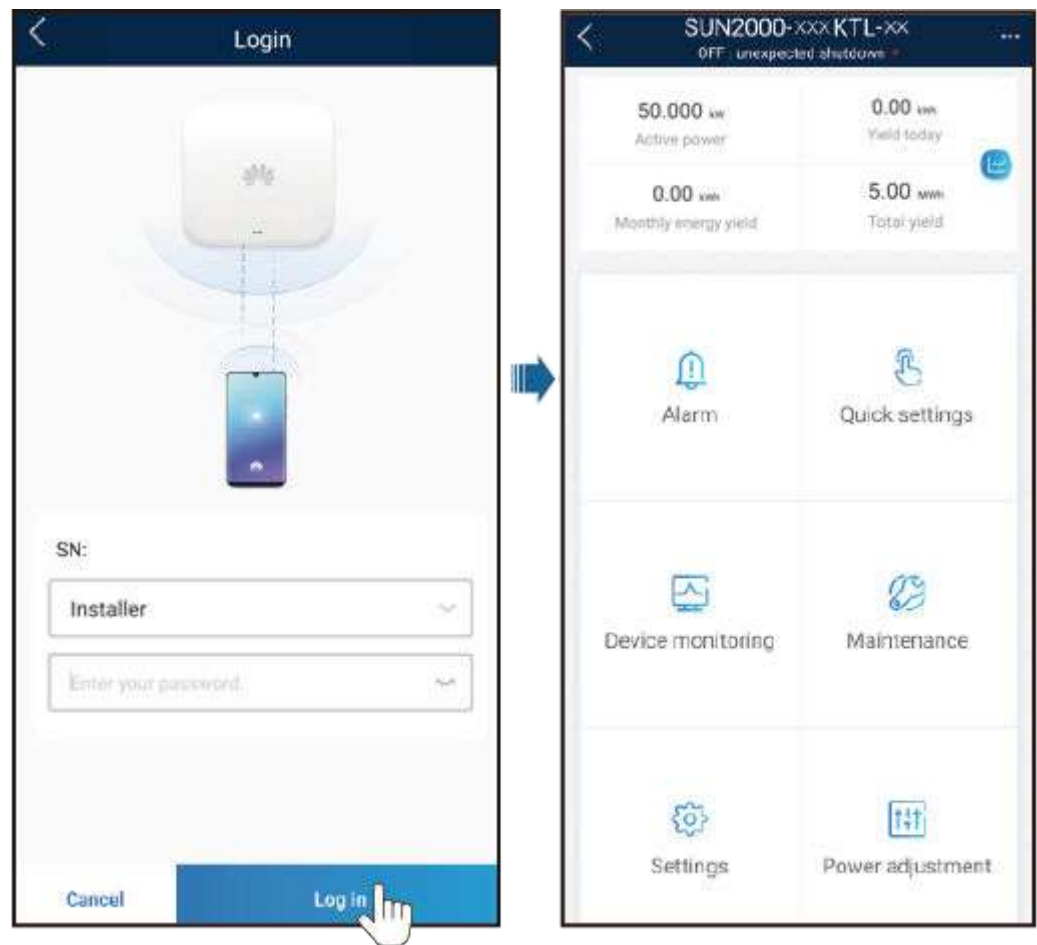 Login
SN:
Installer
Enter your password.
Cancel
Log in
SUN2000-×××KTL-××
OFF : unexpected shutdown
50.000 kW
Active power
0.00 kWh
Yield today
0.00 kWh
Monthly energy yield
5.00 MWh
Total yield
Alarm
Quick settings
Device monitoring
Maintenance
Settings
Power adjustment